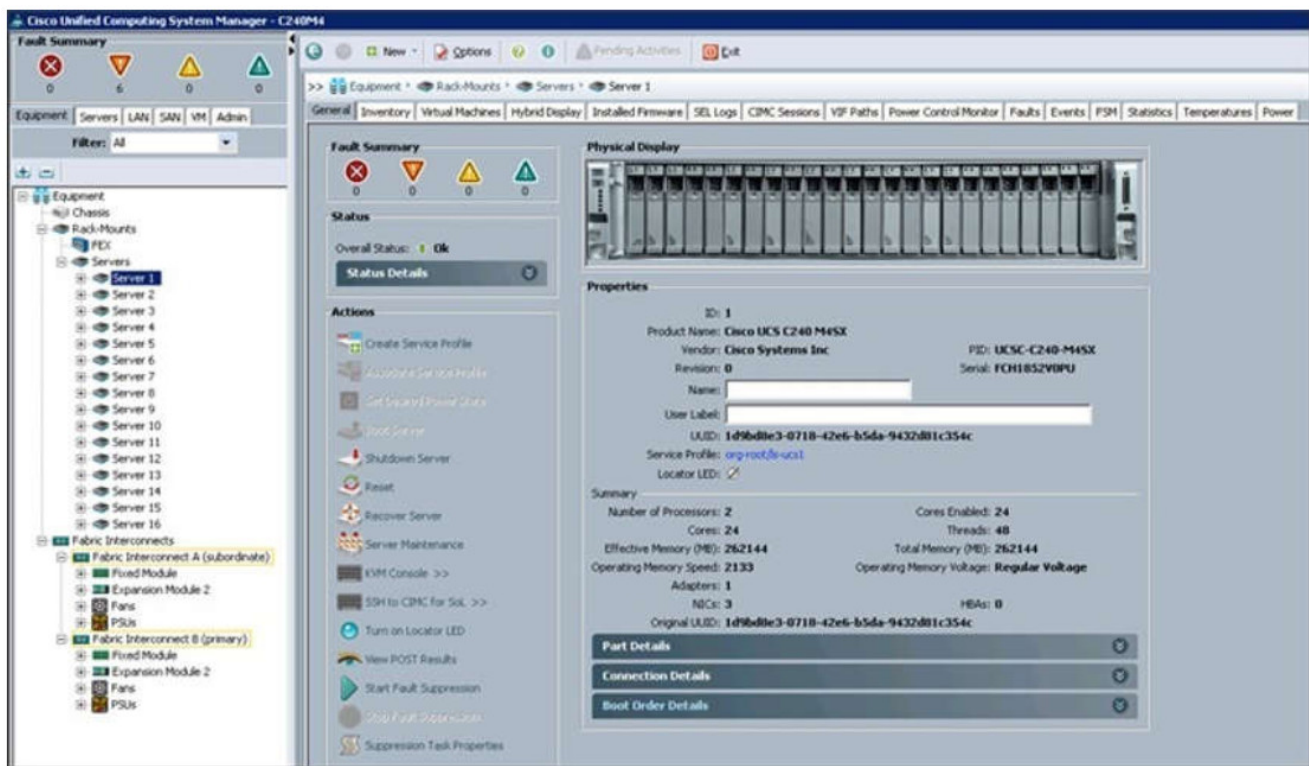 Cisco Unified Computing System Manager - C240M4
Fault Summary
0 6 0 0
Equipment Servers LAN SAN VM Admin
Filter: All
Equipment
Chassis
Rack-Mounts
FEX
Servers
Server 1
Server 2
Server 3
Server 4
Server 5
Server 6
Server 7
Server 8
Server 9
Server 10
Server 11
Server 12
Server 13
Server 14
Server 15
Server 16
Fabric Interconnects
Fabric Interconnect A (subordinate)
Fixed Module
Expansion Module 2
Fans
PSUs
Fabric Interconnect B (primary)
Fixed Module
Expansion Module 2
Fans
PSUs
New Options Pending Activities Exit
>> Equipment Rack-Mounts Servers Server 1
General Inventory Virtual Machines Hybrid Display Installed Firmware SEL Logs CIMC Sessions VIF Paths Power Control Monitor Faults Events FSM Statistics Temperatures Power
Fault Summary
0 0 0 0
Status
Overall Status: Ok
Status Details
Actions
Create Service Profile
Associate Service Profile
Set Desired Power State
Boot Server
Shutdown Server
Reset
Recover Server
Server Maintenance
KVM Console >>
SSH to CIMC for SoL >>
Turn on Locator LED
View POST Results
Start Fault Suppression
Stop Fault Suppression
Suppression Task Properties
Physical Display
Properties
ID: 1
Product Name: Cisco UCS C240 M4SX
Vendor: Cisco Systems Inc PID: UCSC-C240-M4SX
Revision: 0 Serial: FCH1852V0PU
Name:
User Label:
UUID: 1d9bd8e3-0718-42e6-b5da-9432d81c354c
Service Profile: org-root/ls-ucs1
Locator LED:
Summary
Number of Processors: 2 Cores Enabled: 24
Cores: 24 Threads: 48
Effective Memory (MB): 262144 Total Memory (MB): 262144
Operating Memory Speed: 2133 Operating Memory Voltage: Regular Voltage
Adapters: 1
NICs: 3 HBAs: 0
Original UUID: 1d9bd8e3-0718-42e6-b5da-9432d81c354c
Part Details
Connection Details
Boot Order Details